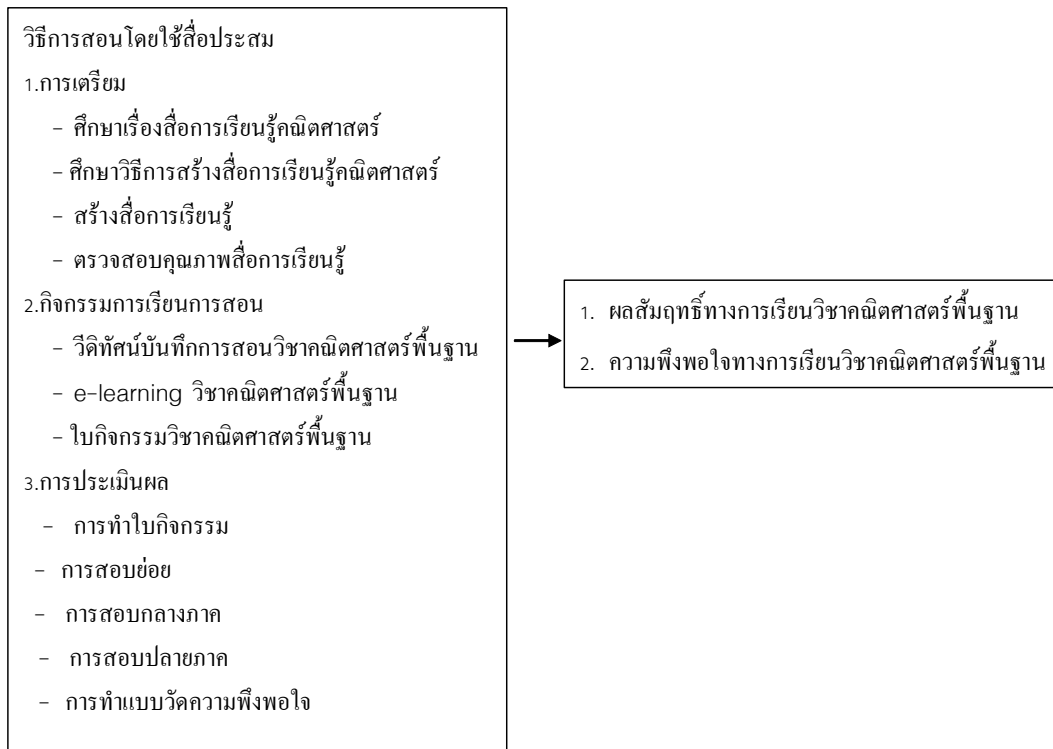 วิธีการสอนโดยใช้สื่อประสม
1.การเตรียม
- ศึกษาเรื่องสื่อการเรียนรู้คณิตศาสตร์
- ศึกษาวิธีการสร้างสื่อการเรียนรู้คณิตศาสตร์
- สร้างสื่อการเรียนรู้
- ตรวจสอบคุณภาพสื่อการเรียนรู้
2.กิจกรรมการเรียนการสอน
- วีดิทัศน์บันทึกการสอนวิชาคณิตศาสตร์พื้นฐาน
- e-learning วิชาคณิตศาสตร์พื้นฐาน
- ใบกิจกรรมวิชาคณิตศาสตร์พื้นฐาน
3.การประเมินผล
- การทำใบกิจกรรม
- การสอบย่อย
- การสอบกลางภาค
- การสอบปลายภาค
- การทำแบบวัดความพึงพอใจ
1. ผลสัมฤทธิ์ทางการเรียนวิชาคณิตศาสตร์พื้นฐาน
2. ความพึงพอใจทางการเรียนวิชาคณิตศาสตร์พื้นฐาน